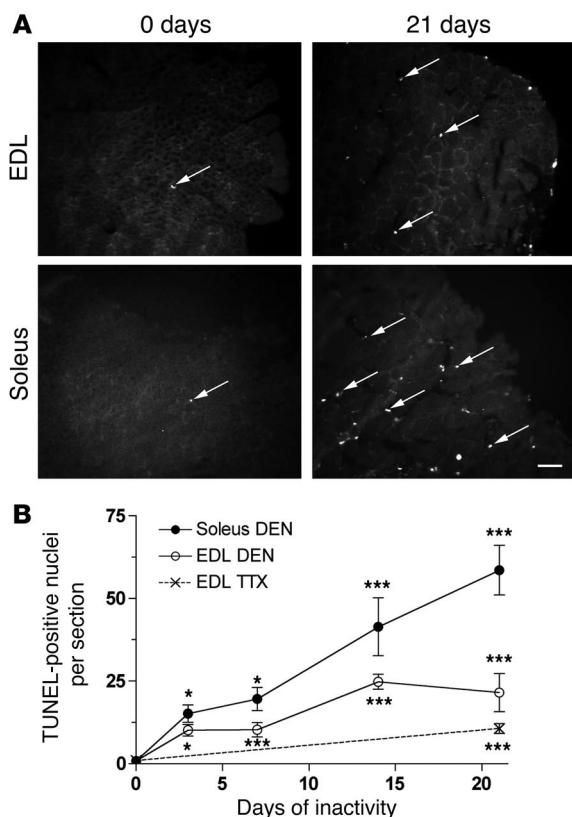 A
0 days
21 days
EDL
Soleus
B
75
50
25
0
TUNEL-positive nuclei
per section
Soleus DEN
EDL DEN
EDL TTX
*
*
***
***
*
***
***
***
***
0
5
10
15
20
Days of inactivity